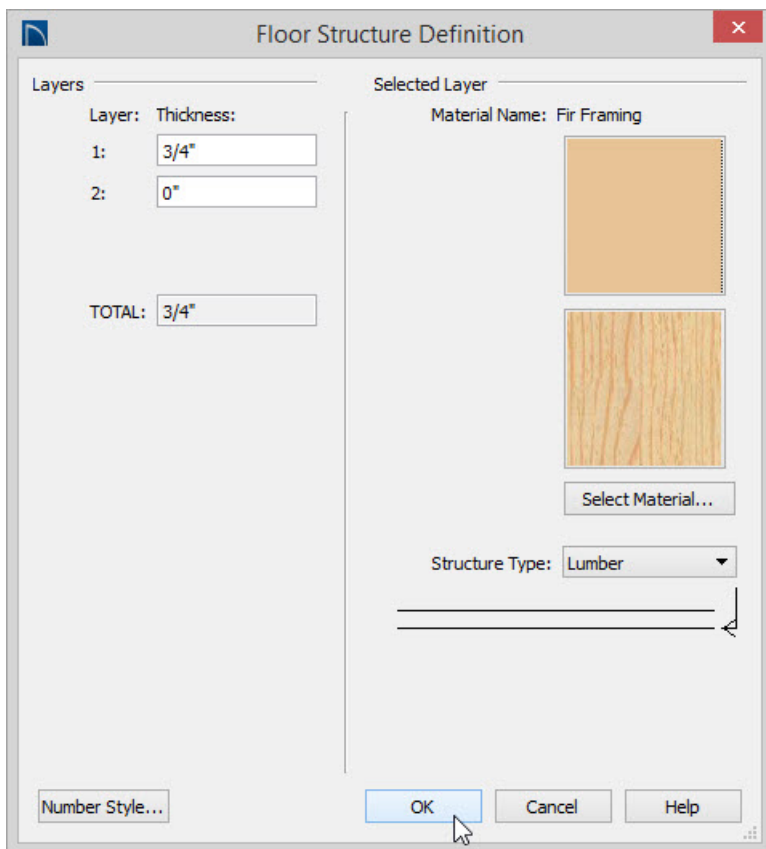 Floor Structure Definition
Layers
Layer: Thickness:
1: 3/4"
2: 0"
TOTAL: 3/4"
Selected Layer
Material Name: Fir Framing
Select Material...
Structure Type: Lumber
Number Style...
OK
Cancel
Help